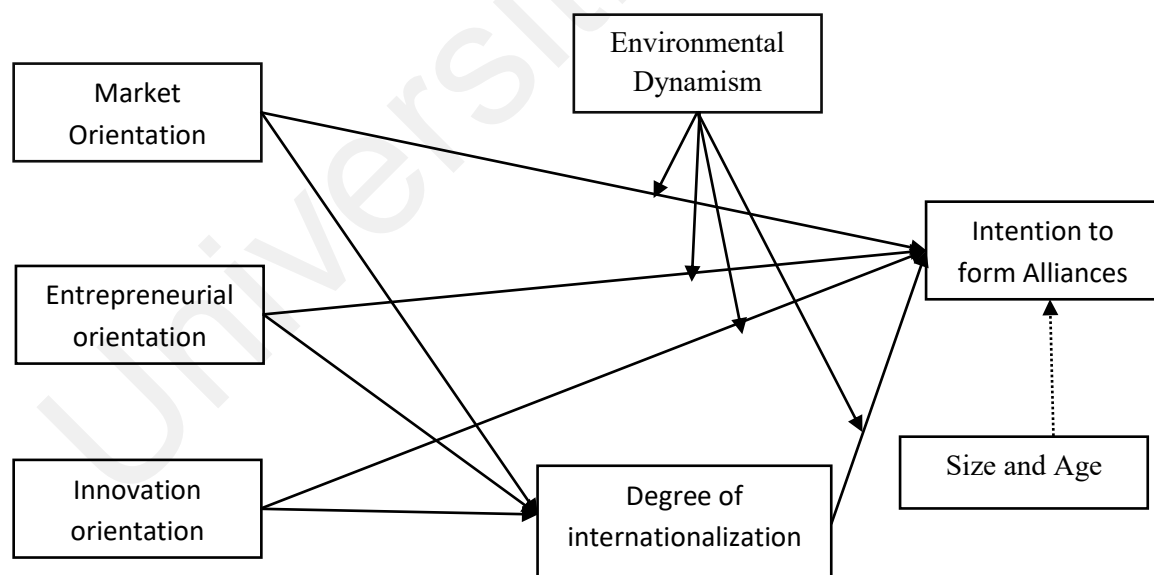 Environmental
Dynamism
Market
Orientation
Intention to
form Alliances
Entrepreneurial
orientation
Size and Age
Innovation
orientation
Degree of
internationalization